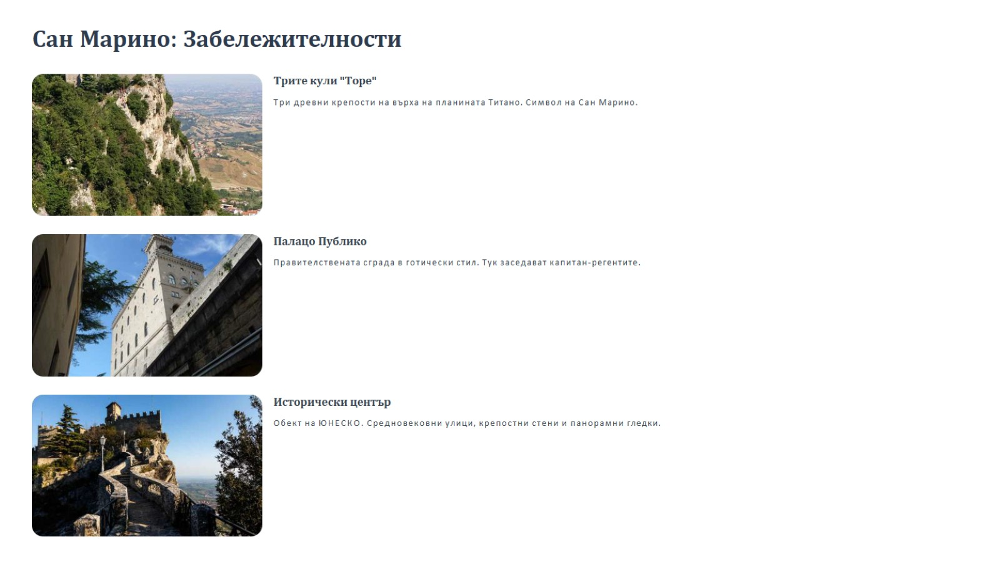 Сан Марино: Забележителности
Трите кули "Торе"
Три древни крепости на върха на планината Титано. Символ на Сан Марино.
Палацо Публико
Правителствената сграда в готически стил. Тук заседават капитан-регентите.
Исторически център
Обект на ЮНЕСКО. Средновековни улици, крепостни стени и панорамни гледки.